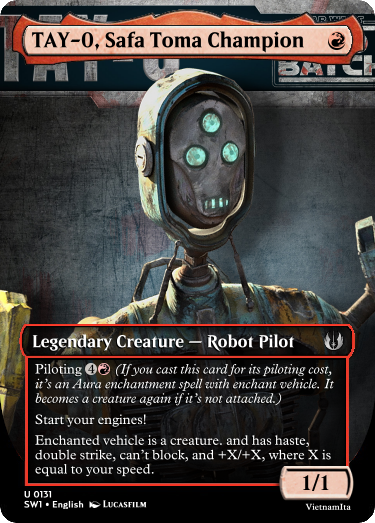 TAY-0
BATCH
TAY-0, Safa Toma Champion
Legendary Creature — Robot Pilot
Piloting 4R (If you cast this card for its piloting cost,
it's an Aura enchantment spell with enchant vehicle. It
becomes a creature again if it's not attached.)
Start your engines!
Enchanted vehicle is a creature. and has haste,
double strike, can't block, and +X/+X, where X is
equal to your speed.
1/1
U 0131
SW1 • English LUCASFILM
VietnamIta